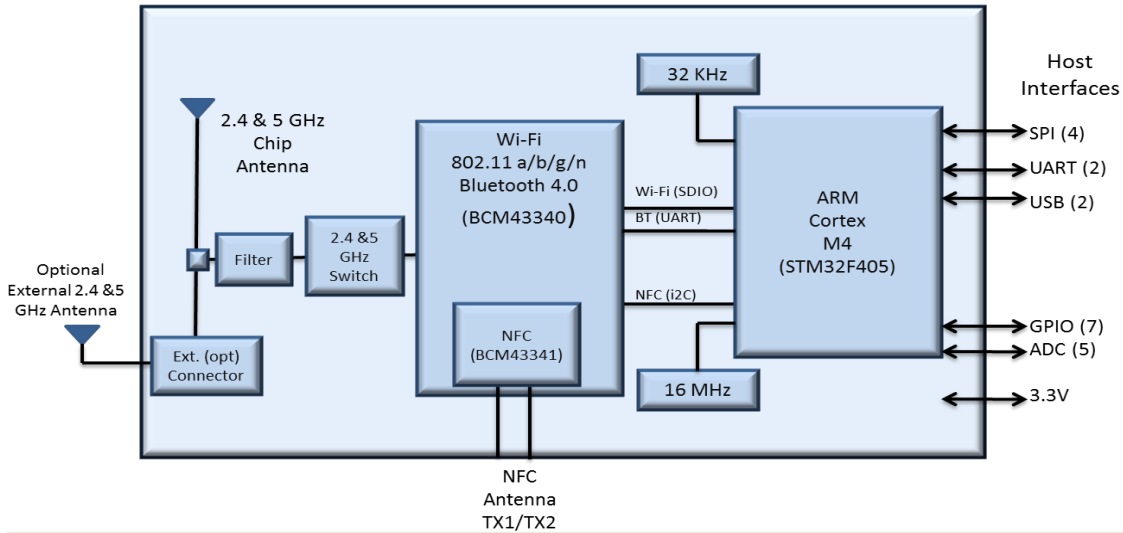 32 KHz
Host
Interfaces
2.4 & 5 GHz
Chip
Antenna
Wi-Fi
802.11 a/b/g/n
Bluetooth 4.0
(BCM43340)
Wi-Fi (SDIO)
BT (UART)
NFC (i2C)
ARM
Cortex
M4
(STM32F405)
SPI (4)
UART (2)
USB (2)
GPIO (7)
ADC (5)
3.3V
Filter
2.4 &5
GHz
Switch
Optional
External 2.4 &5
GHz Antenna
Ext. (opt)
Connector
NFC
(BCM43341)
16 MHz
NFC
Antenna
TX1/TX2